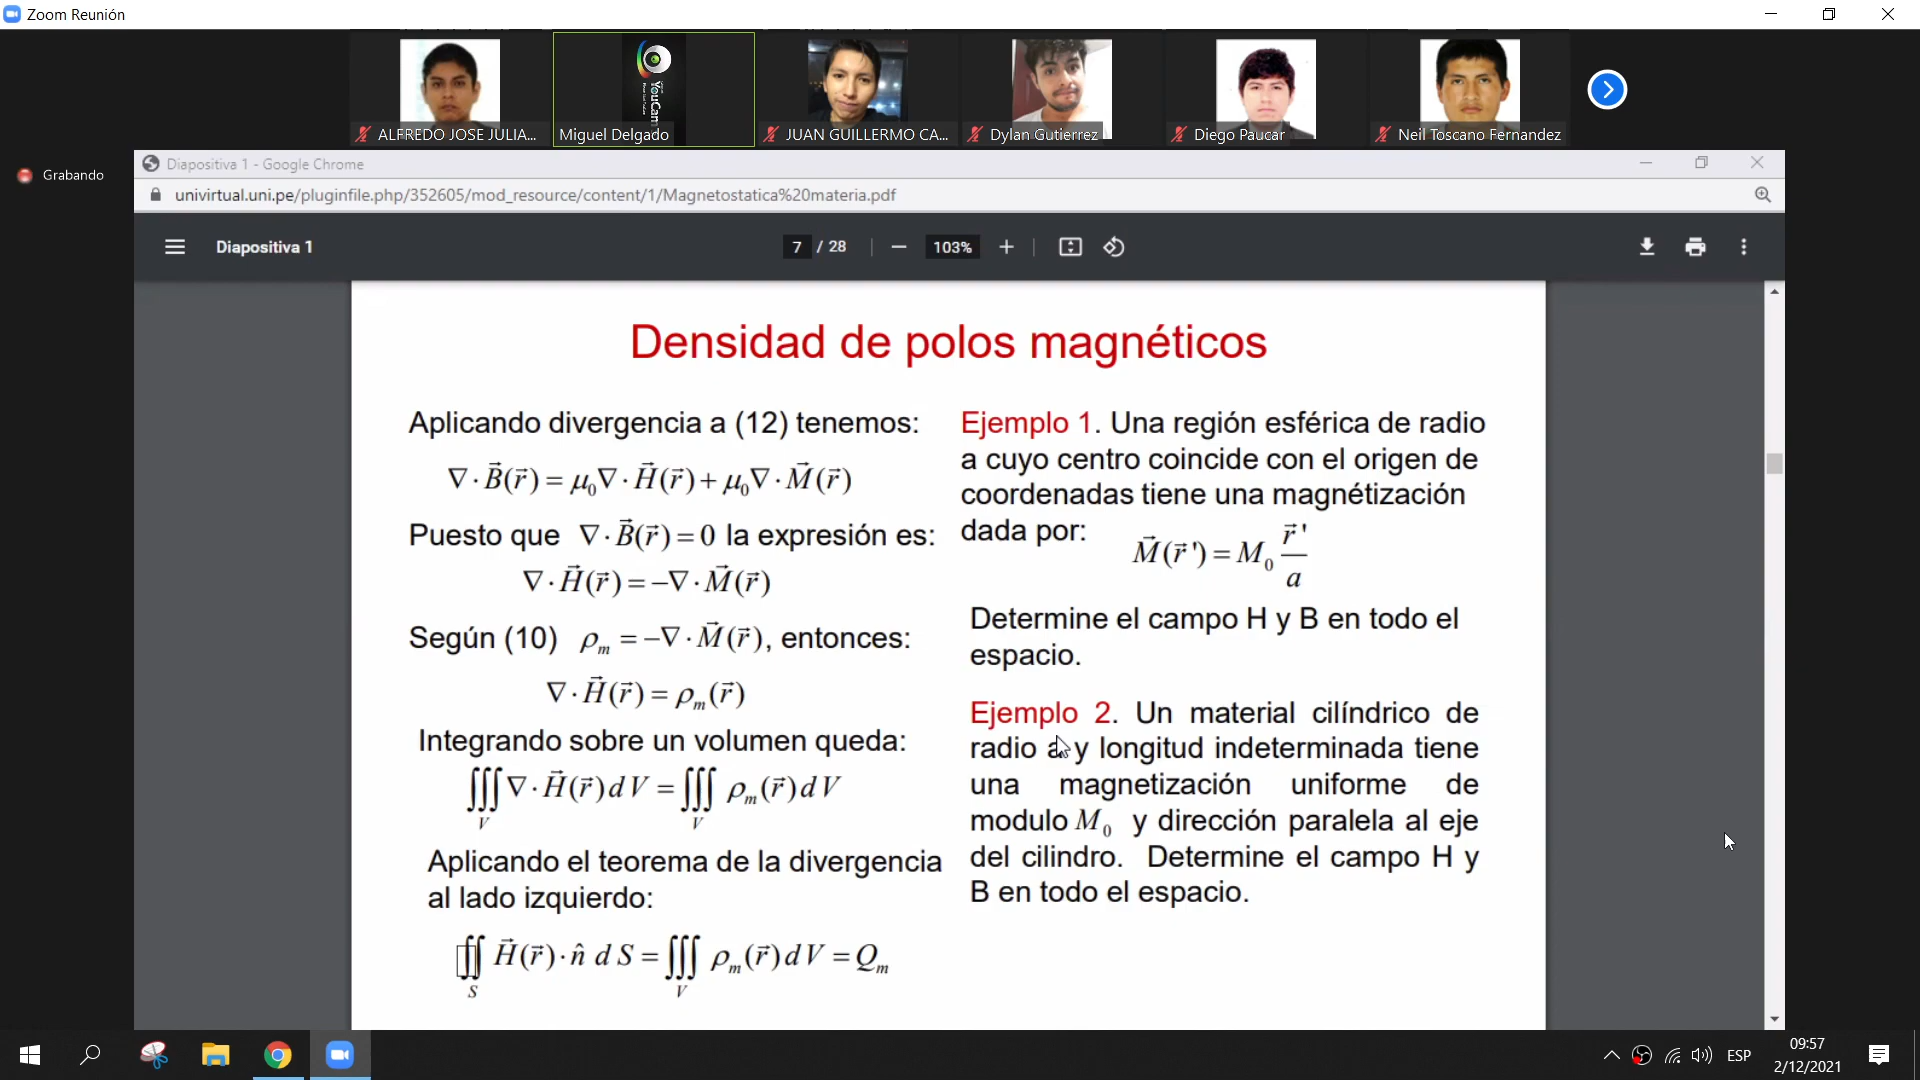 Zoom Reunión
YouCam
ALFREDO JOSE JULIA...
Miguel Delgado
JUAN GUILLERMO CA...
Dylan Gutierrez
Diego Paucar
Neil Toscano Fernandez
Grabando
Diapositiva 1 - Google Chrome
univirtual.uni.pe/pluginfile.php/352605/mod_resource/content/1/Magnetostatica%20materia.pdf
Diapositiva 1
7 / 28
103%
Densidad de polos magnéticos
Aplicando divergencia a (12) tenemos:
∇·B⃗(r⃗) = μ₀∇·H⃗(r⃗) + μ₀∇·M⃗(r⃗)
Puesto que ∇·B⃗(r⃗) = 0 la expresión es:
∇·H⃗(r⃗) = −∇·M⃗(r⃗)
Según (10) ρₘ = −∇·M⃗(r⃗), entonces:
∇·H⃗(r⃗) = ρₘ(r⃗)
Integrando sobre un volumen queda:
∭_V ∇·H⃗(r⃗) dV = ∭_V ρₘ(r⃗) dV
Aplicando el teorema de la divergencia
al lado izquierdo:
∬_S H⃗(r⃗)·n̂ dS = ∭_V ρₘ(r⃗) dV = Qₘ
Ejemplo 1. Una región esférica de radio
a cuyo centro coincide con el origen de
coordenadas tiene una magnétización
dada por: M⃗(r⃗') = M₀ r⃗'/a
Determine el campo H y B en todo el
espacio.
Ejemplo 2. Un material cilíndrico de
radio a y longitud indeterminada tiene
una magnetización uniforme de
modulo M₀ y dirección paralela al eje
del cilindro. Determine el campo H y
B en todo el espacio.
ESP
09:57
2/12/2021